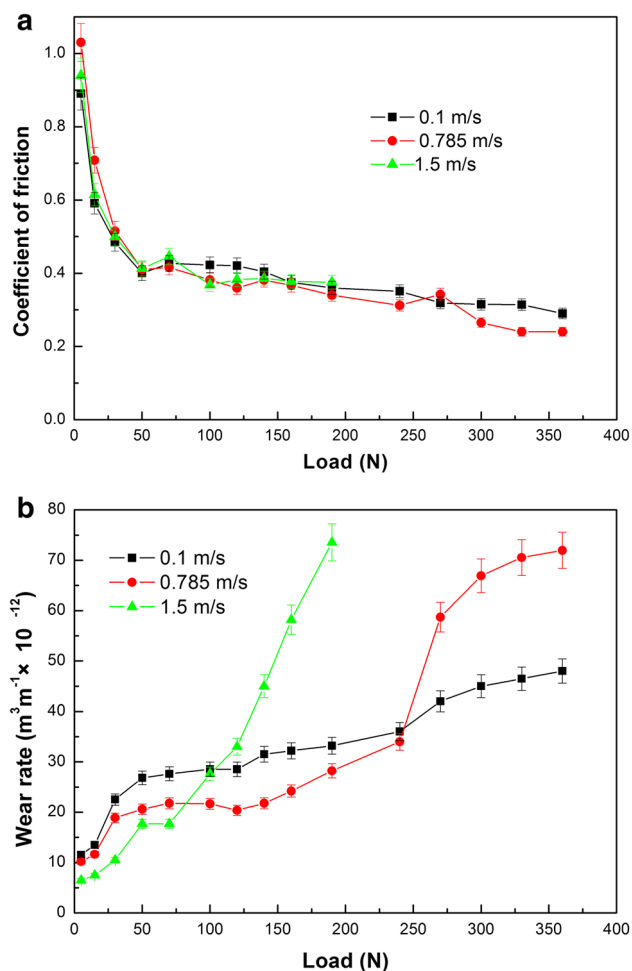 a
1.0
0.8
0.6
0.4
0.2
0.0
Coefficient of friction
0.1 m/s
0.785 m/s
1.5 m/s
0 50 100 150 200 250 300 350 400
Load (N)
b
80
70
60
50
40
30
20
10
0
Wear rate (m³m⁻¹× 10 ⁻¹²)
0.1 m/s
0.785 m/s
1.5 m/s
0 50 100 150 200 250 300 350 400
Load (N)